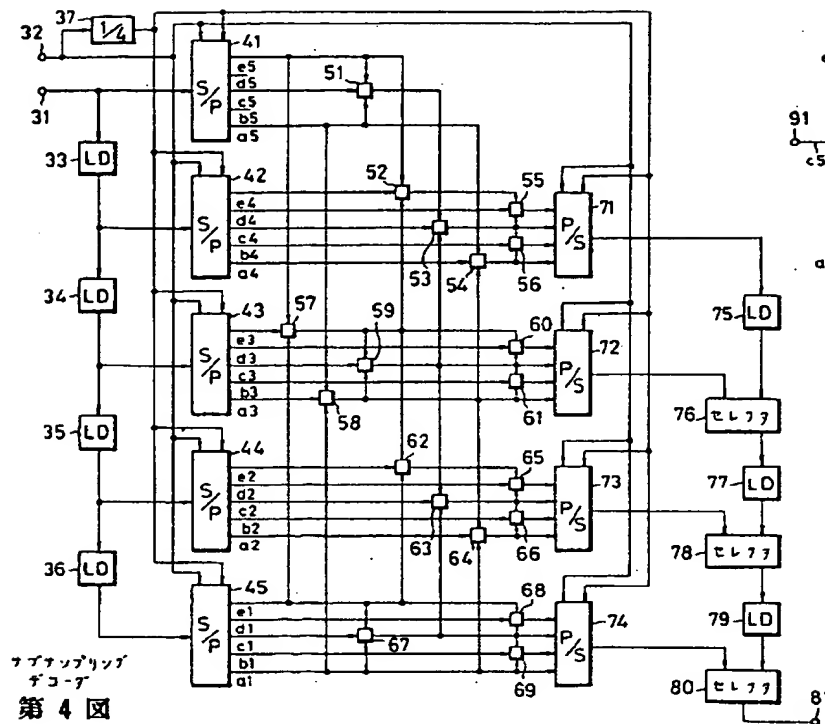 37
1/4
32
31
33
LD
34
LD
35
LD
36
LD
41
S/P
e5
d5
c5
b5
a5
42
S/P
e4
d4
c4
b4
a4
43
S/P
e3
d3
c3
b3
a3
44
S/P
e2
d2
c2
b2
a2
45
S/P
e1
d1
c1
b1
a1
51
52
53
54
55
56
57
58
59
60
61
62
63
64
65
66
67
68
69
71
P/S
72
P/S
73
P/S
74
P/S
75
LD
76
セレクタ
77
LD
78
セレクタ
79
LD
80
セレクタ
91
c5
サブサンプリング
デコーダ
第 4 図